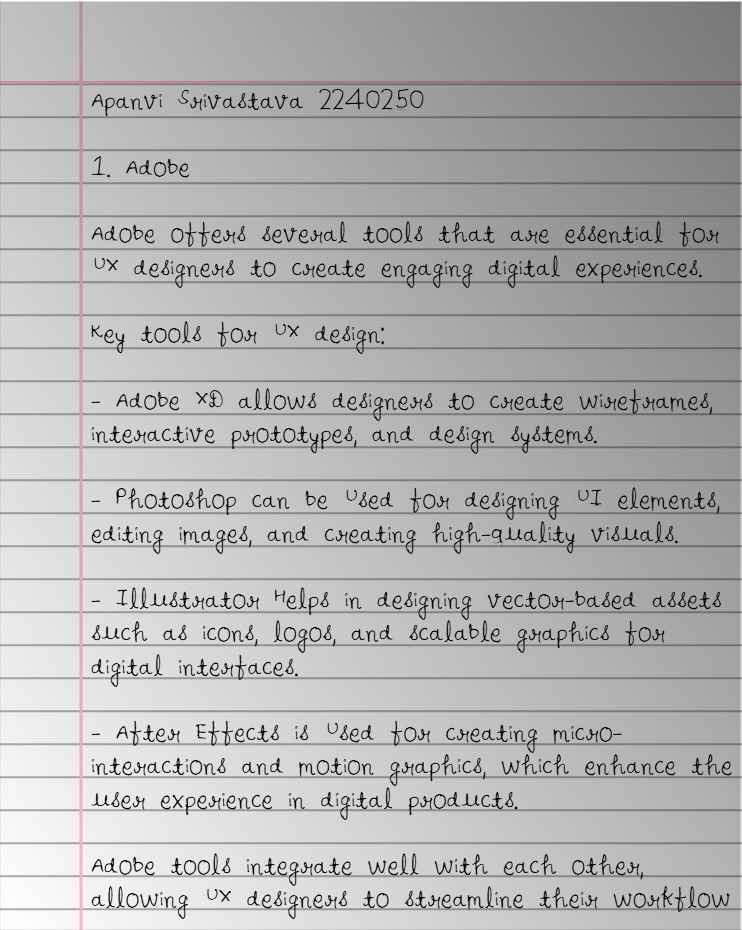 Apanvi Srivastava 2240250
1. Adobe
Adobe offers several tools that are essential for
UX designers to create engaging digital experiences.
Key tools for UX design:
- Adobe XD allows designers to create wireframes,
interactive prototypes, and design systems.
- Photoshop can be Used for designing UI elements,
editing images, and creating high-quality visuals.
- Illustrator Helps in designing vector-based assets
such as icons, logos, and scalable graphics for
digital interfaces.
- After Effects is Used for creating micro-
interactions and motion graphics, which enhance the
user experience in digital products.
Adobe tools integrate well with each other,
allowing UX designers to streamline their workflow